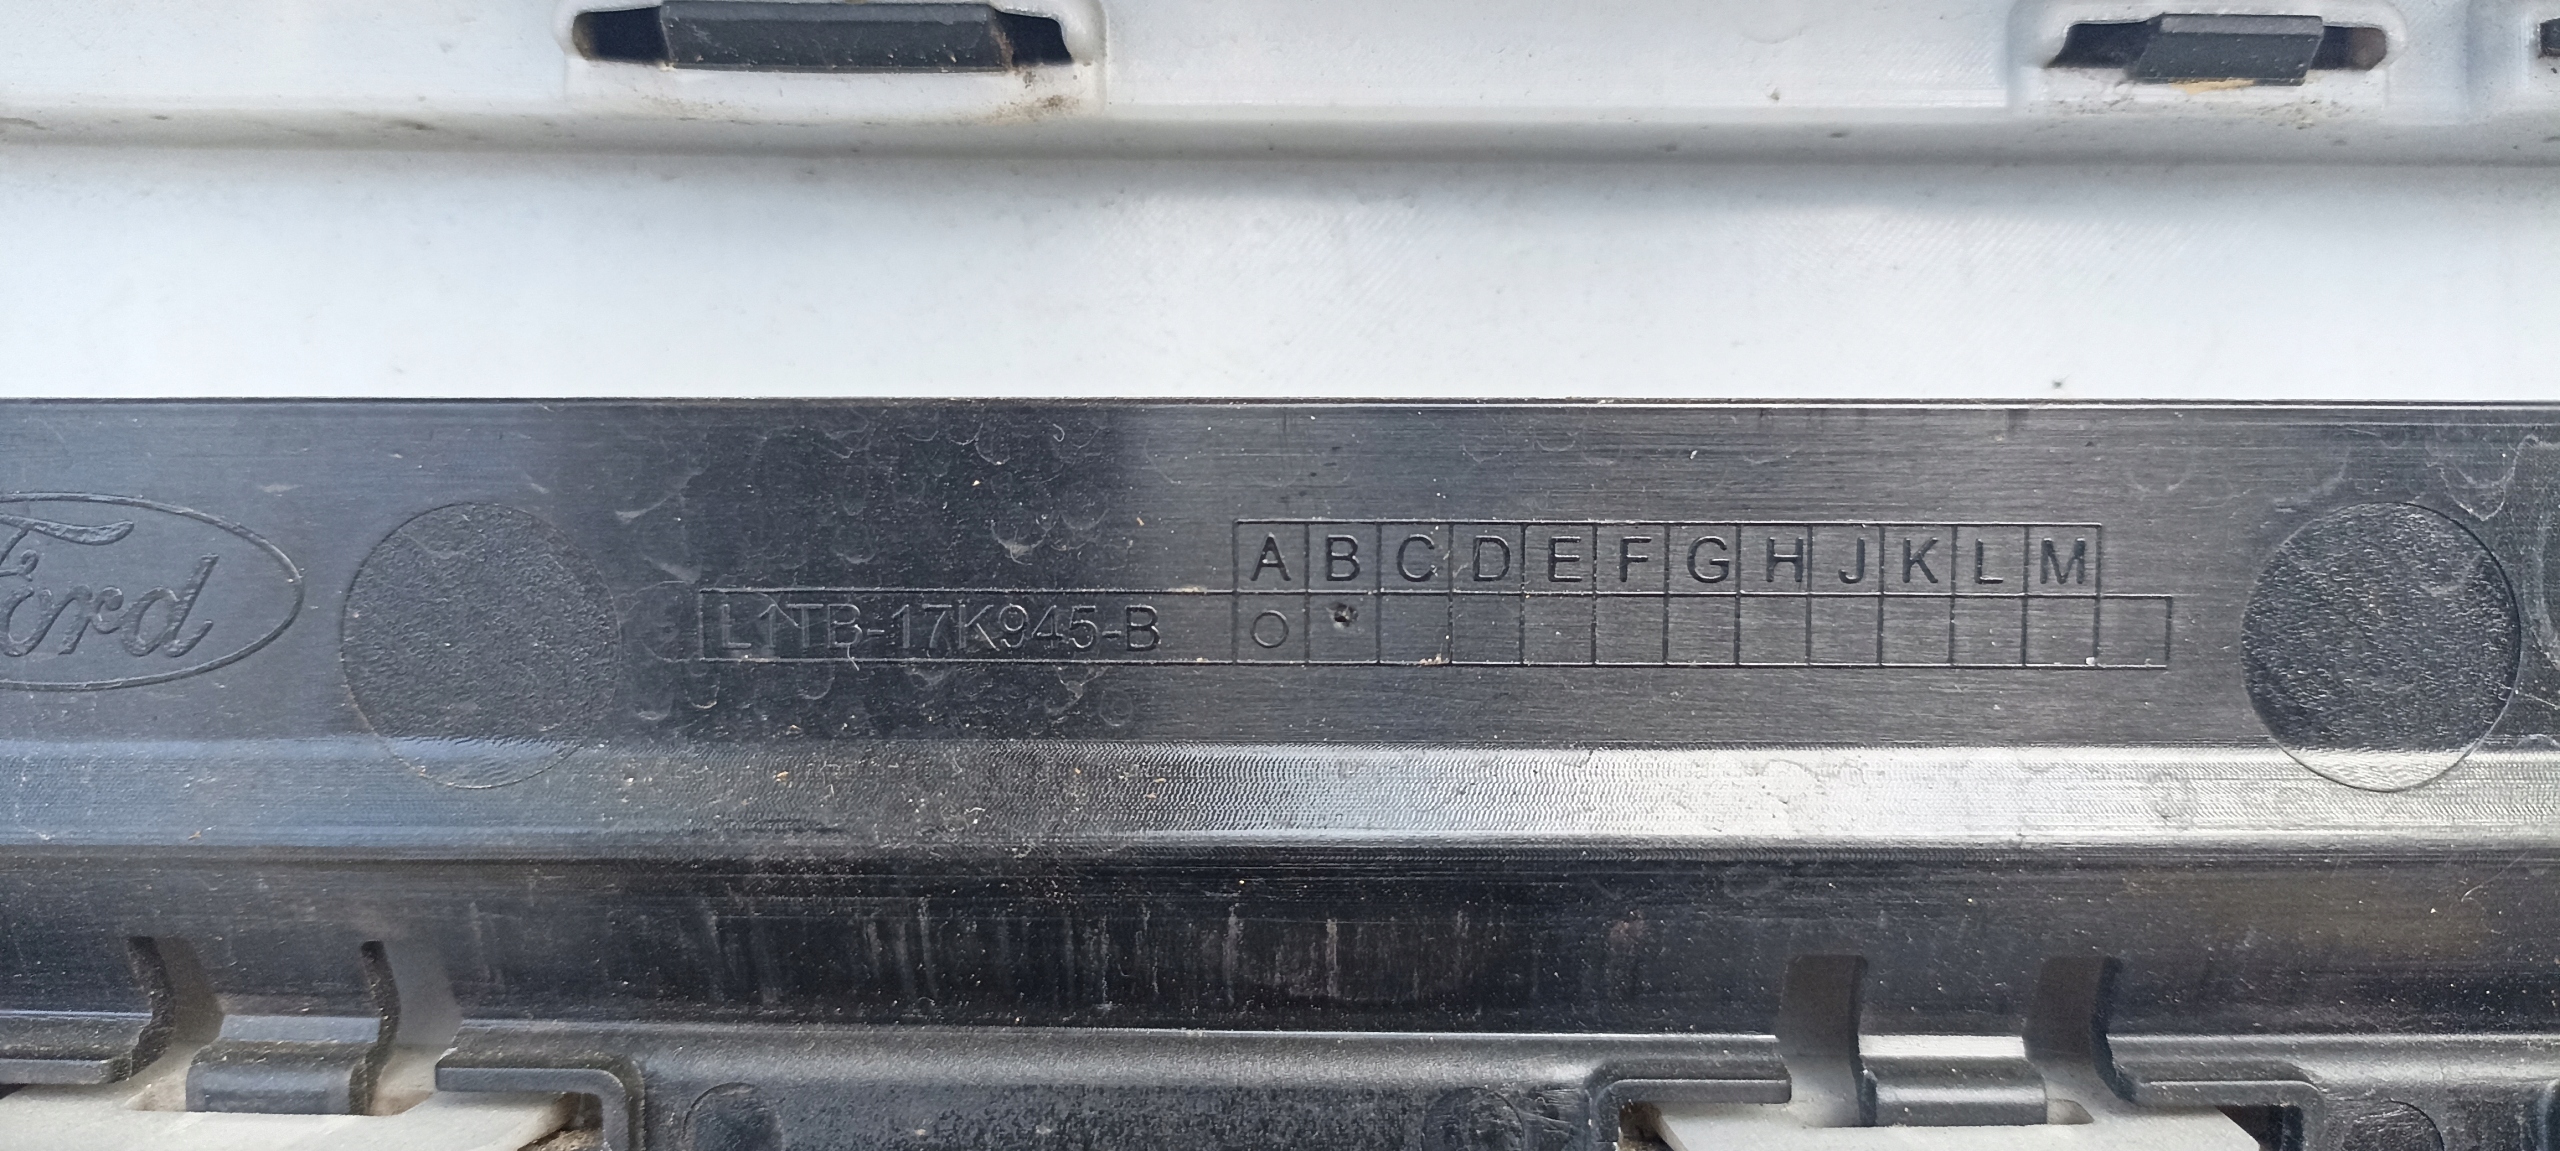 Ford
A B C D E F G H J K L M
L1TB-17K945-B